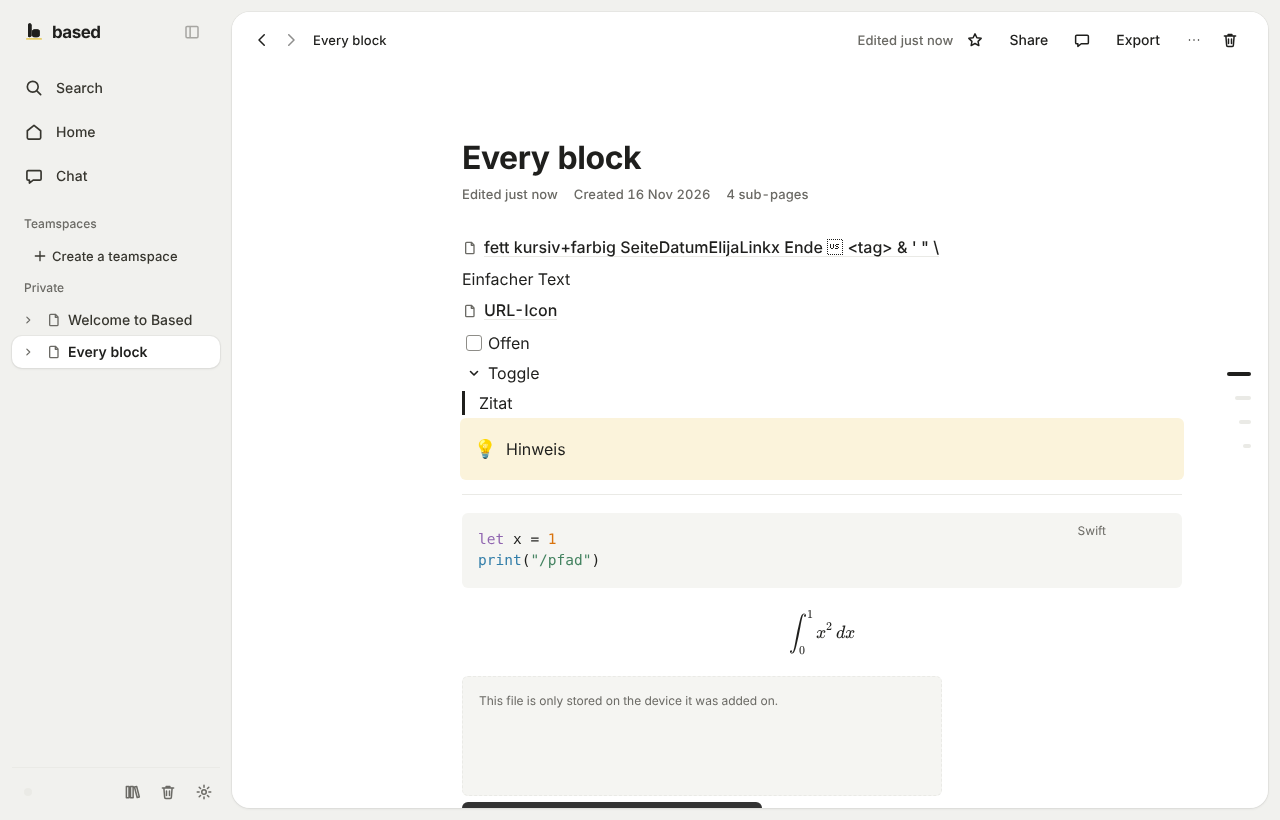 based
Every block
Edited just now
Share
Export
Search
Home
Chat
Teamspaces
Create a teamspace
Private
Welcome to Based
Every block
Every block
Edited just now Created 16 Nov 2026 4 sub-pages
fett kursiv+farbig SeiteDatumElijaLinkx Ende ␟ <tag> & ' " \
Einfacher Text
URL-Icon
Offen
Toggle
Zitat
💡 Hinweis
Swift
let x = 1
print("/pfad")
∫₀¹ x² dx
This file is only stored on the device it was added on.